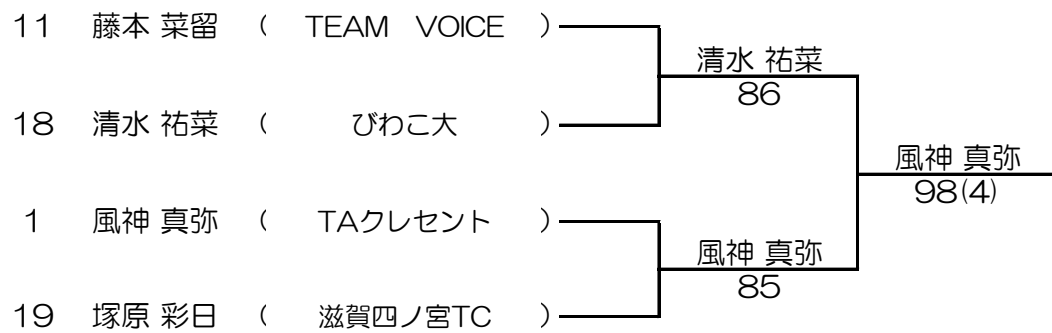 11 藤本 菜留 ( TEAM VOICE )
清水 祐菜
86
18 清水 祐菜 ( びわこ大 )
風神 真弥
98(4)
1 風神 真弥 ( TAクレセント )
風神 真弥
85
19 塚原 彩日 ( 滋賀四ノ宮TC )